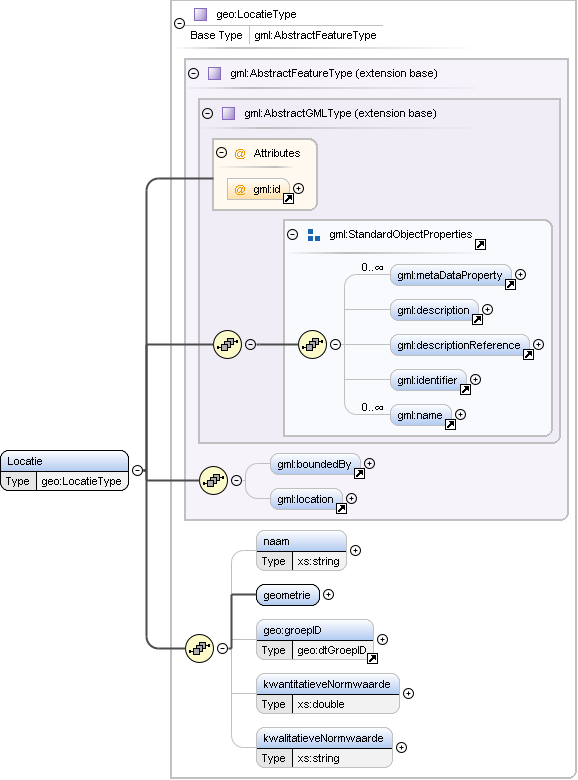 geo:LocatieType
Base Type gml:AbstractFeatureType
gml:AbstractFeatureType (extension base)
gml:AbstractGMLType (extension base)
@ Attributes
@ gml:id
gml:StandardObjectProperties
0..∞
gml:metaDataProperty
gml:description
gml:descriptionReference
gml:identifier
0..∞
gml:name
Locatie
Type geo:LocatieType
gml:boundedBy
gml:location
naam
Type xs:string
geometrie
geo:groepID
Type geo:dtGroepID
kwantitatieveNormwaarde
Type xs:double
kwalitatieveNormwaarde
Type xs:string